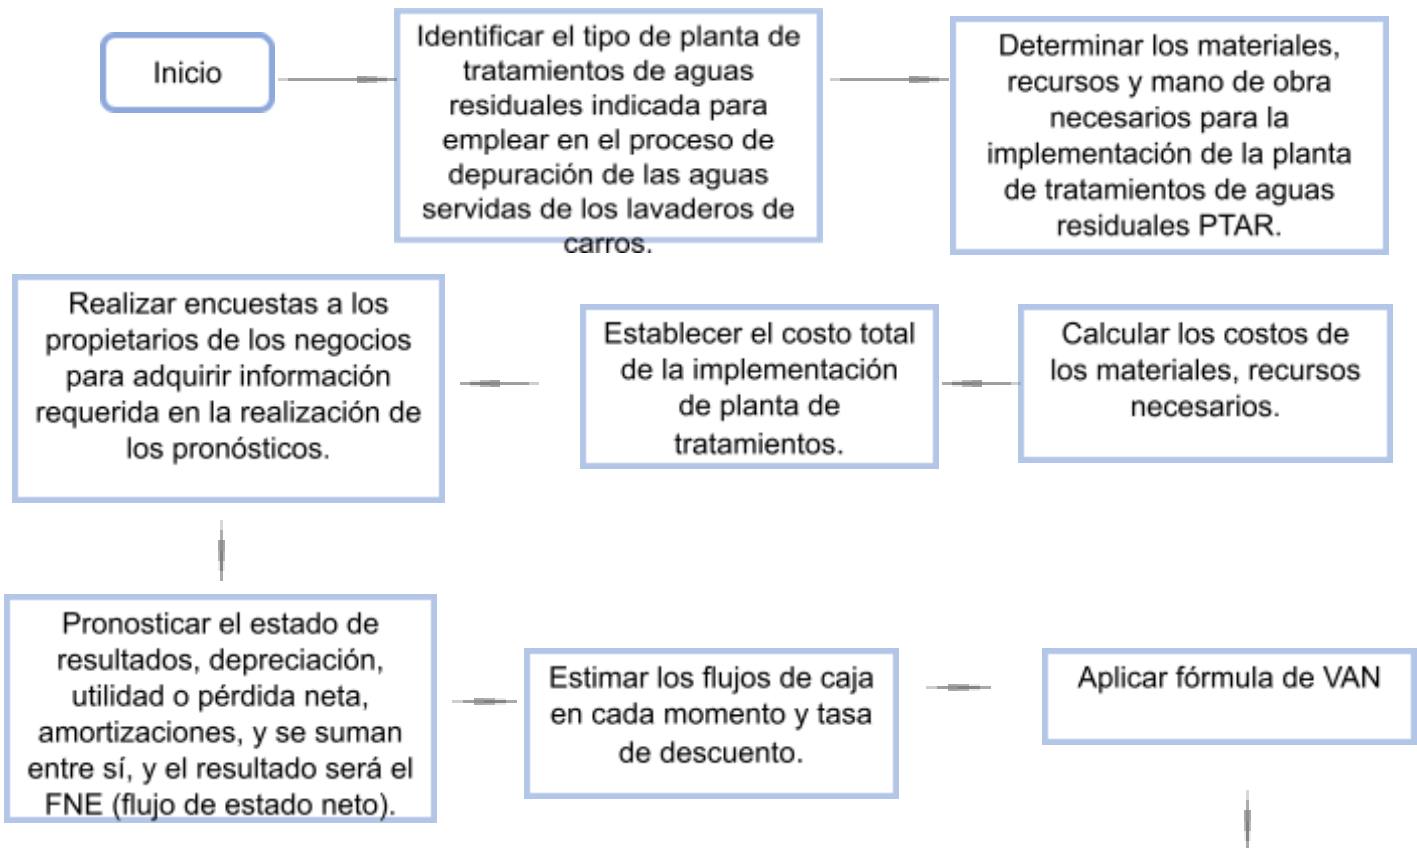 Inicio
Identificar el tipo de planta de
tratamientos de aguas
residuales indicada para
emplear en el proceso de
depuración de las aguas
servidas de los lavaderos de
carros.
Determinar los materiales,
recursos y mano de obra
necesarios para la
implementación de la planta
de tratamientos de aguas
residuales PTAR.
Calcular los costos de
los materiales, recursos
necesarios.
Establecer el costo total
de la implementación
de planta de
tratamientos.
Realizar encuestas a los
propietarios de los negocios
para adquirir información
requerida en la realización de
los pronósticos.
Pronosticar el estado de
resultados, depreciación,
utilidad o pérdida neta,
amortizaciones, y se suman
entre sí, y el resultado será el
FNE (flujo de estado neto).
Estimar los flujos de caja
en cada momento y tasa
de descuento.
Aplicar fórmula de VAN